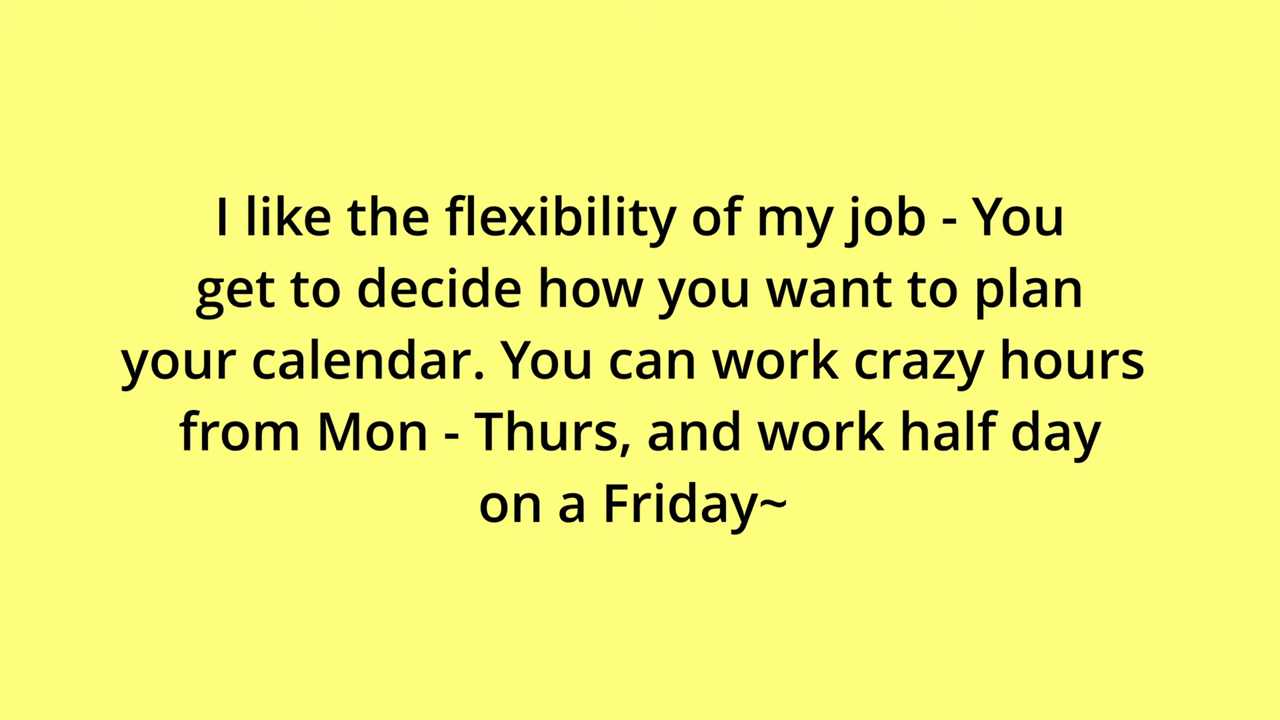 I like the flexibility of my job - You
get to decide how you want to plan
your calendar. You can work crazy hours
from Mon - Thurs, and work half day
on a Friday~